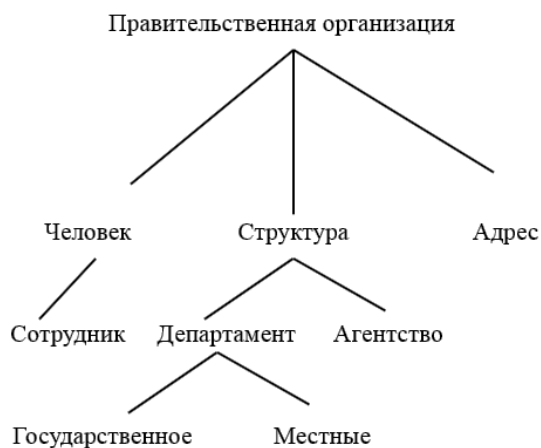 Правительственная организация
Человек Структура Адрес
Сотрудник Департамент Агентство
Государственное Местные